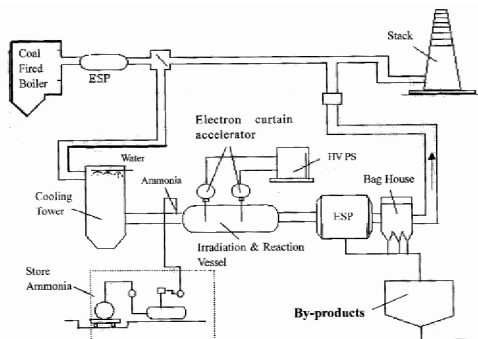 Coal
Fired
Boiler
ESP
Stack
Electron curtain
accelerator
Water
Ammonia
HV PS
Bag House
Cooling
Tower
ESP
Irradiation & Reaction
Vessel
Store
Ammonia
By-products